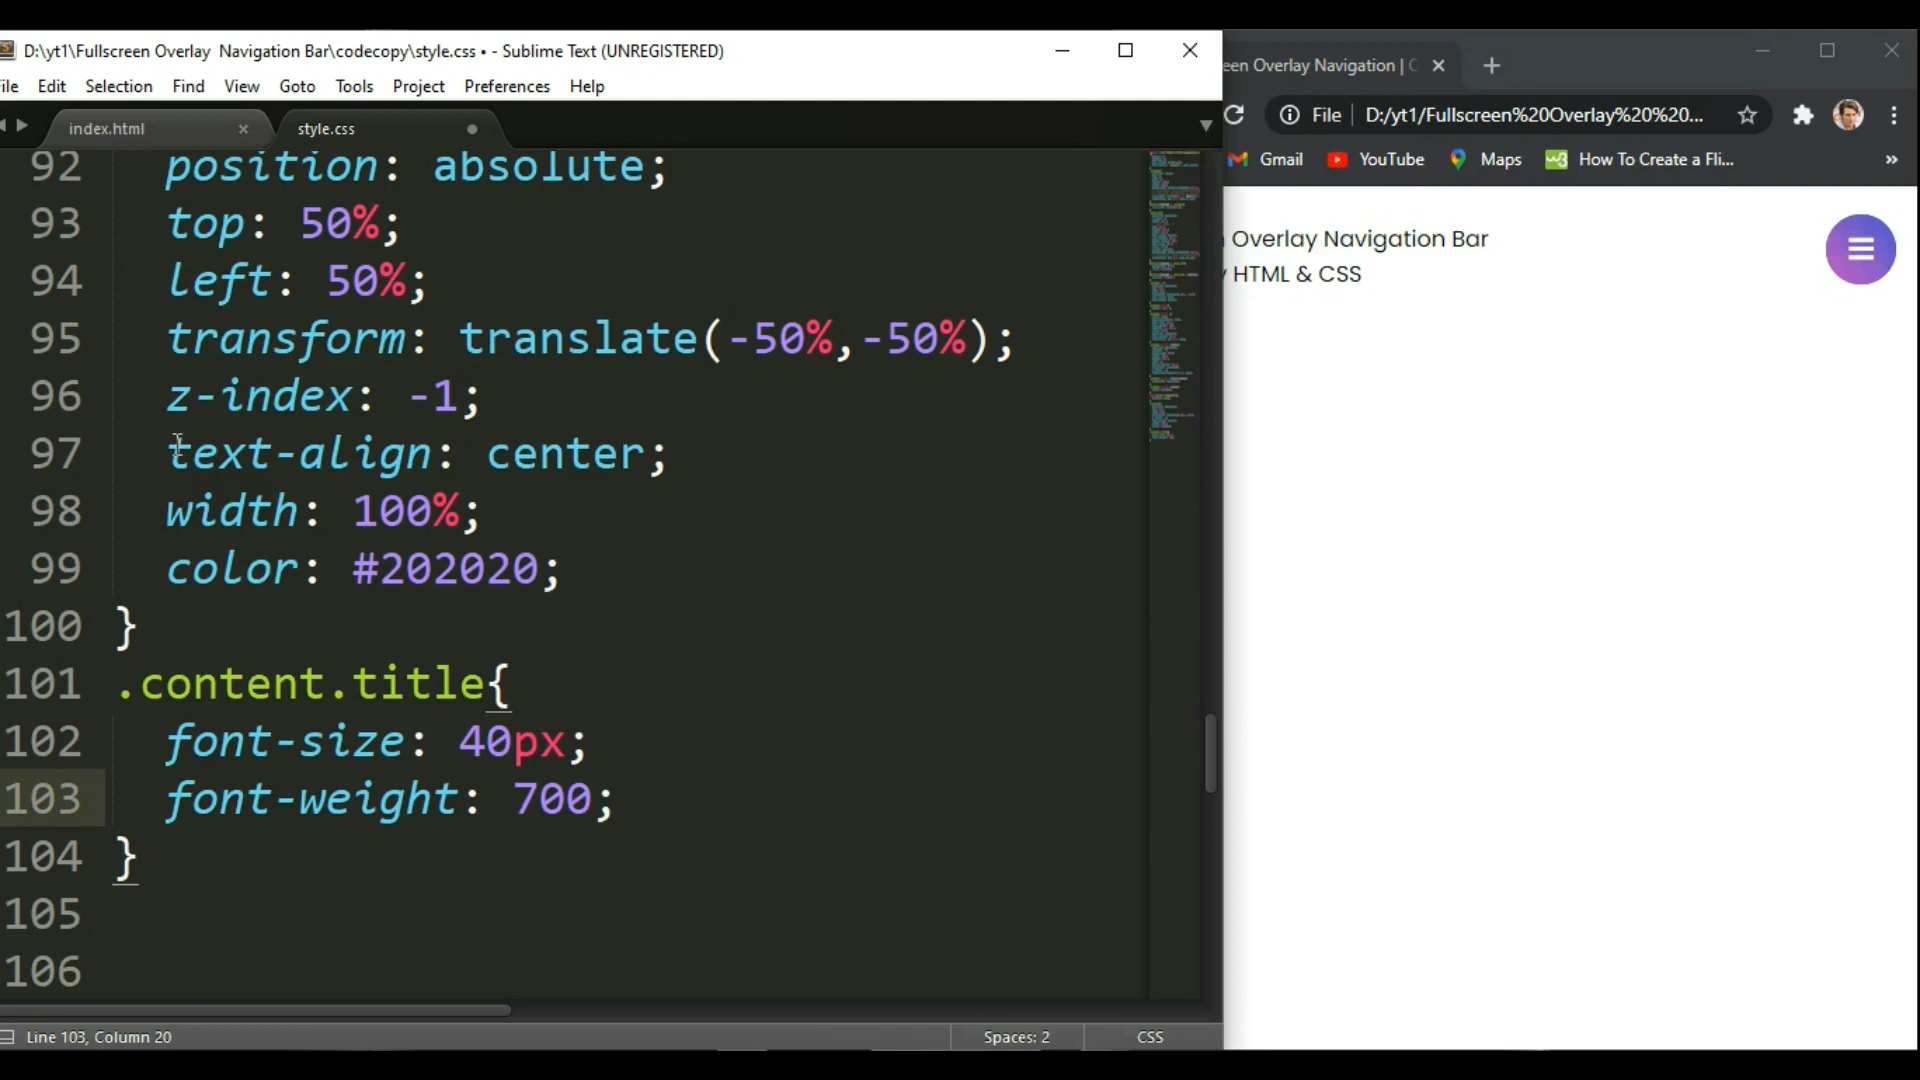 D:\yt1\Fullscreen Overlay  Navigation Bar\codecopy\style.css • - Sublime Text (UNREGISTERED)
File Edit Selection Find View Goto Tools Project Preferences Help
index.html style.css
92 position: absolute;
93 top: 50%;
94 left: 50%;
95 transform: translate(-50%,-50%);
96 z-index: -1;
97 text-align: center;
98 width: 100%;
99 color: #202020;
100 }
101 .content.title{
102 font-size: 40px;
103 font-weight: 700;
104 }
105
106
Line 103, Column 20 Spaces: 2 CSS
een Overlay Navigation | C
File D:/yt1/Fullscreen%20Overlay%20%20...
Gmail YouTube Maps How To Create a Fli... »
Overlay Navigation Bar
HTML & CSS